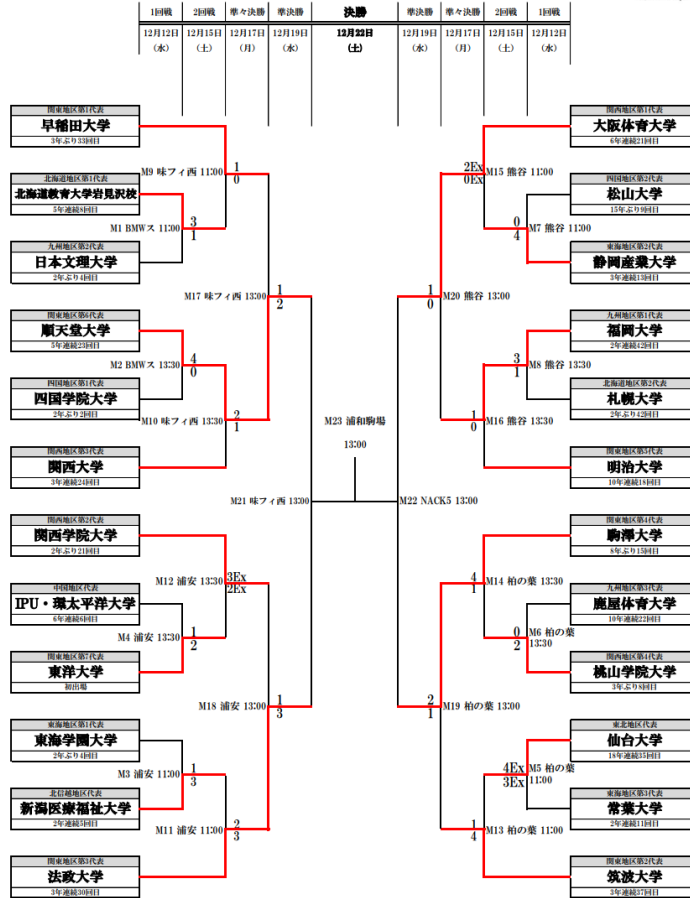 1回戦 2回戦 準々決勝 準決勝 決勝 準決勝 準々決勝 2回戦 1回戦
12月12日 12月15日 12月17日 12月19日 12月22日 12月19日 12月17日 12月15日 12月12日
(水) (土) (月) (水) (土) (水) (月) (土) (水)
関東地区第1代表
早稲田大学
3年ぶり33回目
M9 味フィ西 11:00
1
0
北海道地区第1代表
北海道教育大学岩見沢校
5年連続8回目
M1 BMWス 11:00
3
1
九州地区第2代表
日本文理大学
2年ぶり4回目
M17 味フィ西 13:00
1
2
関東地区第6代表
順天堂大学
5年連続23回目
M2 BMWス 13:30
4
0
四国地区第1代表
四国学院大学
2年ぶり2回目
M10 味フィ西 13:30
2
1
関西地区第3代表
関西大学
3年連続24回目
M21 味フィ西 13:00
関西地区第2代表
関西学院大学
2年ぶり21回目
M12 浦安 13:30
3Ex
2Ex
中国地区代表
IPU・環太平洋大学
6年連続6回目
M4 浦安 13:30
1
2
関東地区第7代表
東洋大学
初出場
M18 浦安 13:00
1
3
東海地区第1代表
東海学園大学
2年ぶり4回目
M3 浦安 11:00
1
3
北信越地区代表
新潟医療福祉大学
2年連続5回目
M11 浦安 11:00
2
3
関東地区第3代表
法政大学
3年連続30回目
M23 浦和駒場
13:00
関西地区第1代表
大阪体育大学
6年連続21回目
2Ex
0Ex
M15 熊谷 11:00
四国地区第2代表
松山大学
15年ぶり9回目
0
4
M7 熊谷 11:00
東海地区第2代表
静岡産業大学
3年連続13回目
1
0
M20 熊谷 13:00
九州地区第1代表
福岡大学
2年連続42回目
3
1
M8 熊谷 13:30
北海道地区第2代表
札幌大学
2年ぶり42回目
1
0
M16 熊谷 13:30
関東地区第5代表
明治大学
10年連続18回目
M22 NACK5 13:00
関東地区第4代表
駒澤大学
8年ぶり15回目
4
1
M14 柏の葉 13:30
九州地区第3代表
鹿屋体育大学
10年連続22回目
0
2
M6 柏の葉
13:30
関西地区第4代表
桃山学院大学
3年ぶり8回目
2
1
M19 柏の葉 13:00
東北地区代表
仙台大学
18年連続35回目
4Ex
3Ex
M5 柏の葉
11:00
東海地区第3代表
常葉大学
2年連続11回目
1
4
M13 柏の葉 11:00
関東地区第2代表
筑波大学
3年連続37回目